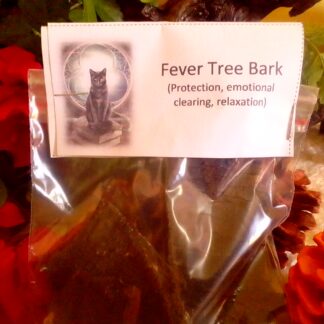 Fever Tree Bark
(Protection, emotional
clearing, relaxation)